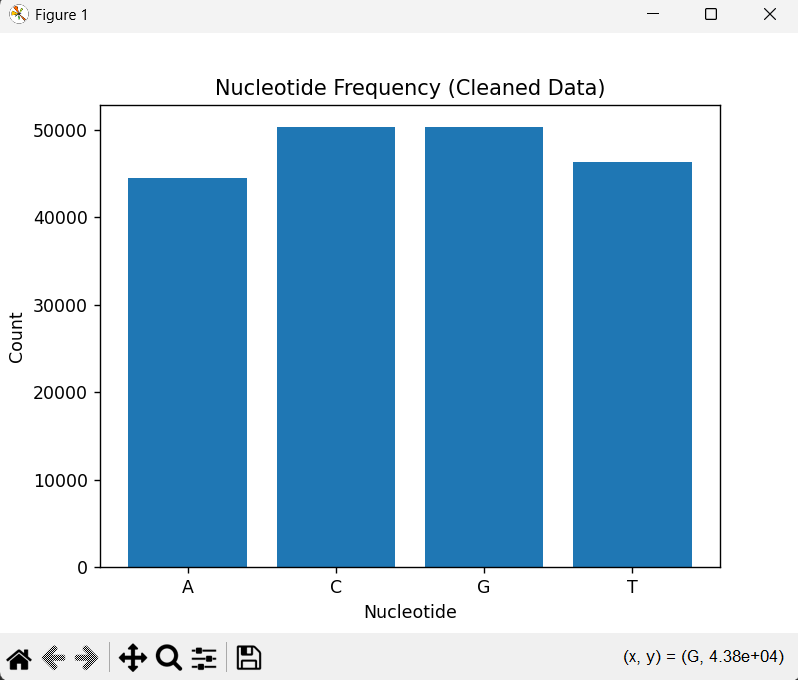 Figure 1
Nucleotide Frequency (Cleaned Data)
50000
40000
30000
20000
10000
0
Count
A C G T
Nucleotide
(x, y) = (G, 4.38e+04)